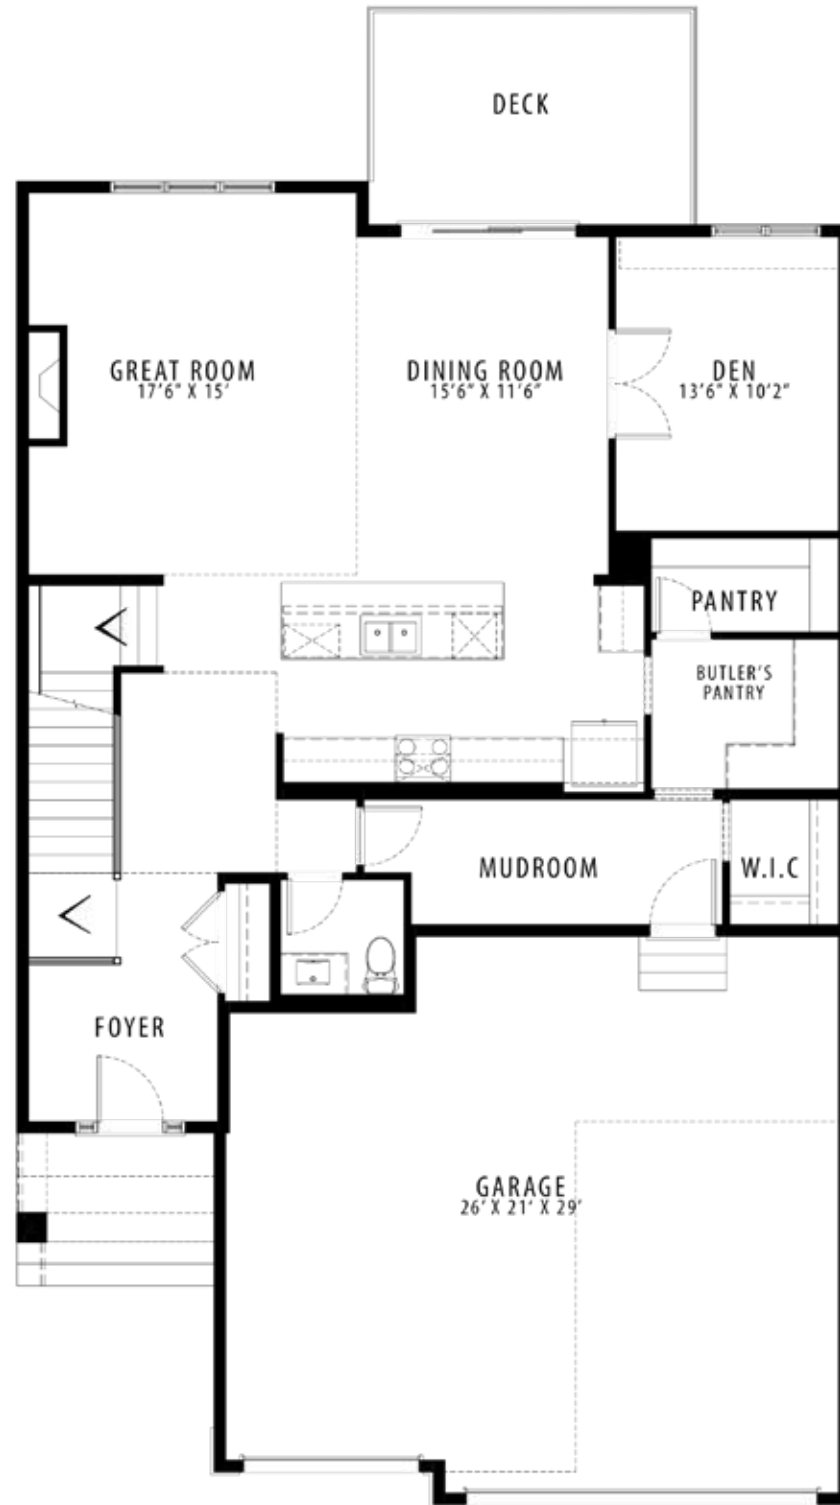 DECK
GREAT ROOM
17'6" X 15'
DINING ROOM
15'6" X 11'6"
DEN
13'6" X 10'2"
PANTRY
BUTLER'S
PANTRY
MUDROOM
W.I.C
FOYER
GARAGE
26' X 21' X 29'